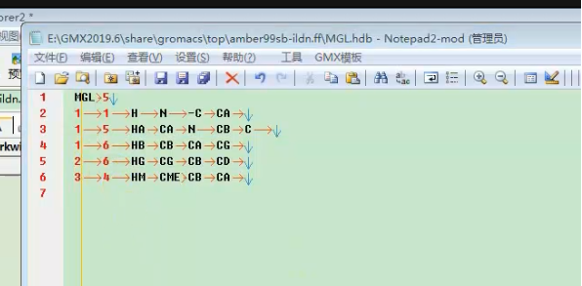 orer2 *
E:\GMX2019.6\share\gromacs\top\amber99sb-ildn.ff\MGL.hdb - Notepad2-mod (管理员)
视图
文件(F) 编辑(E) 查看(V) 设置(S) 帮助(?) 工具 GMX模板
预
ildn.
rkwi
1 MGL 5
2 1 1 H N -C CA
3 1 5 HA CA N CB C
4 1 6 HB CB CA CG
5 2 6 HG CG CB CD
6 3 4 HM CME CB CA
7